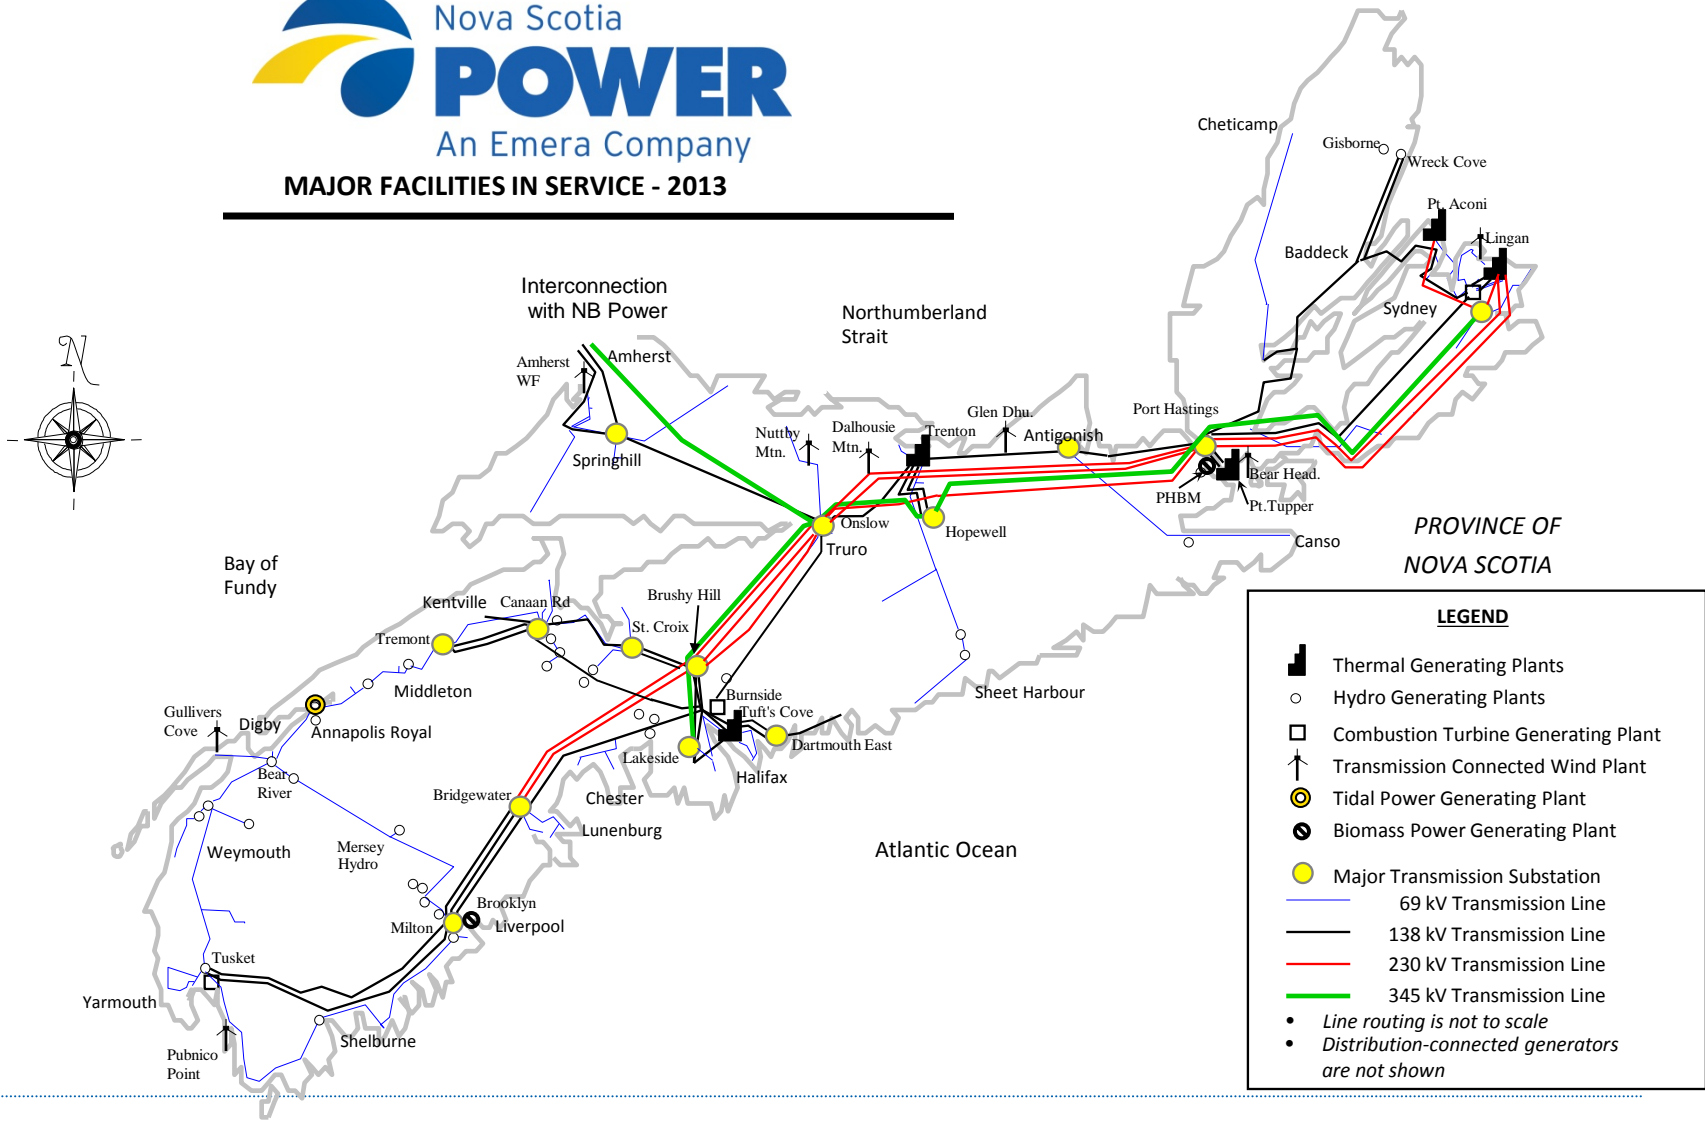 Nova Scotia
POWER
An Emera Company
MAJOR FACILITIES IN SERVICE - 2013
Cheticamp
Gisborne
Wreck Cove
Pt. Aconi
Lingan
Baddeck
Sydney
Interconnection
with NB Power
Northumberland
Strait
N
Amherst
WF
Amherst
Springhill
Nuttby
Mtn.
Dalhousie
Mtn.
Trenton
Glen Dhu.
Antigonish
Port Hastings
Bear Head.
PHBM
Pt.Tupper
Onslow
Truro
Hopewell
Canso
PROVINCE OF
NOVA SCOTIA
Bay of
Fundy
Kentville
Canaan Rd
Brushy Hill
St. Croix
Tremont
Middleton
Sheet Harbour
Burnside
Tuft's Cove
Gullivers
Cove
Digby
Annapolis Royal
Dartmouth East
Lakeside
Halifax
Bear
River
Bridgewater
Chester
Lunenburg
Weymouth
Mersey
Hydro
Atlantic Ocean
Brooklyn
Milton
Liverpool
Tusket
Yarmouth
Shelburne
Pubnico
Point
LEGEND
Thermal Generating Plants
Hydro Generating Plants
Combustion Turbine Generating Plant
Transmission Connected Wind Plant
Tidal Power Generating Plant
Biomass Power Generating Plant
Major Transmission Substation
69 kV Transmission Line
138 kV Transmission Line
230 kV Transmission Line
345 kV Transmission Line
• Line routing is not to scale
• Distribution-connected generators
are not shown